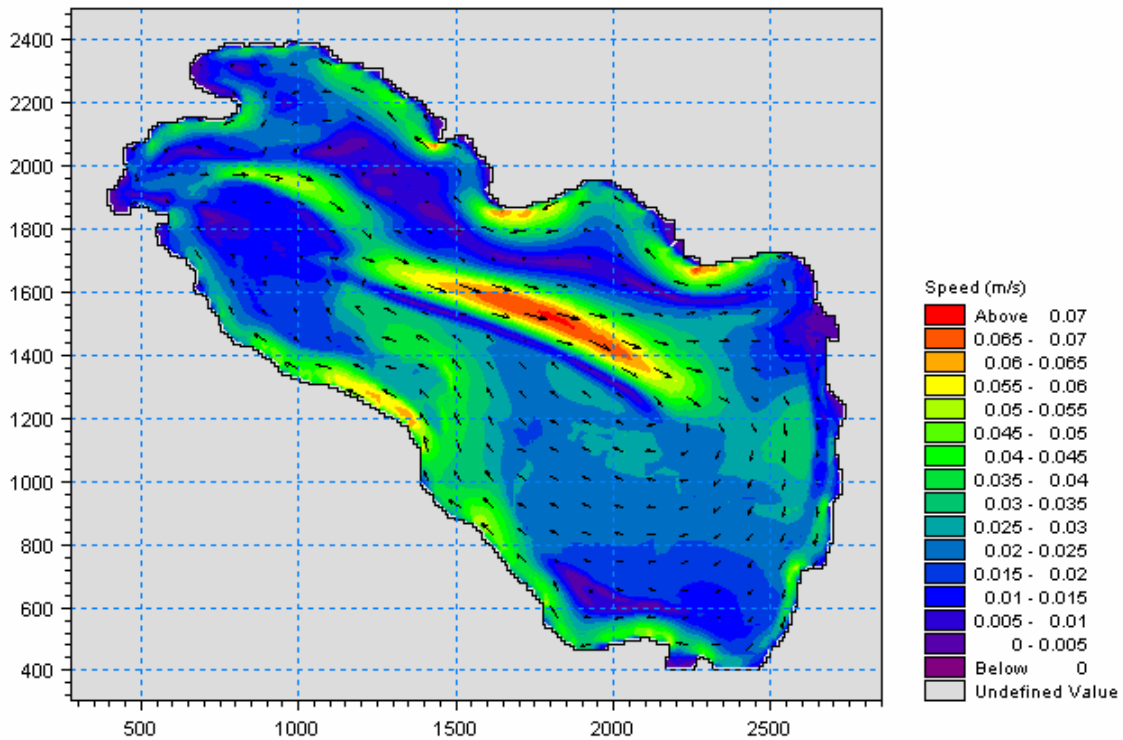 2400
2200
2000
1800
1600
1400
1200
1000
800
600
400
500
1000
1500
2000
2500
Speed (m/s)
Above 0.07
0.065 - 0.07
0.06 - 0.065
0.055 - 0.06
0.05 - 0.055
0.045 - 0.05
0.04 - 0.045
0.035 - 0.04
0.03 - 0.035
0.025 - 0.03
0.02 - 0.025
0.015 - 0.02
0.01 - 0.015
0.005 - 0.01
0 - 0.005
Below 0
Undefined Value